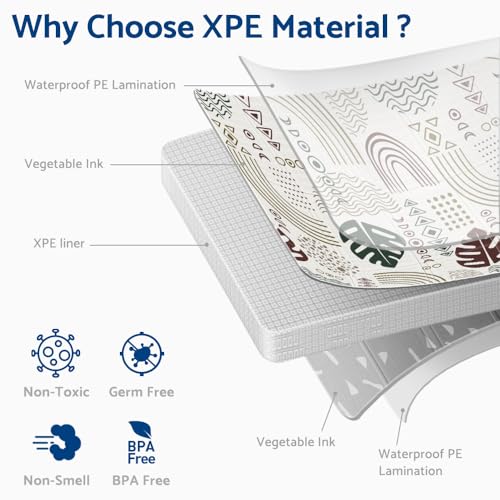 Why Choose XPE Material ?
Waterproof PE Lamination
Vegetable Ink
XPE liner
Non-Toxic
Germ Free
Non-Smell
BPA
Free
BPA Free
Vegetable Ink
Waterproof PE
Lamination